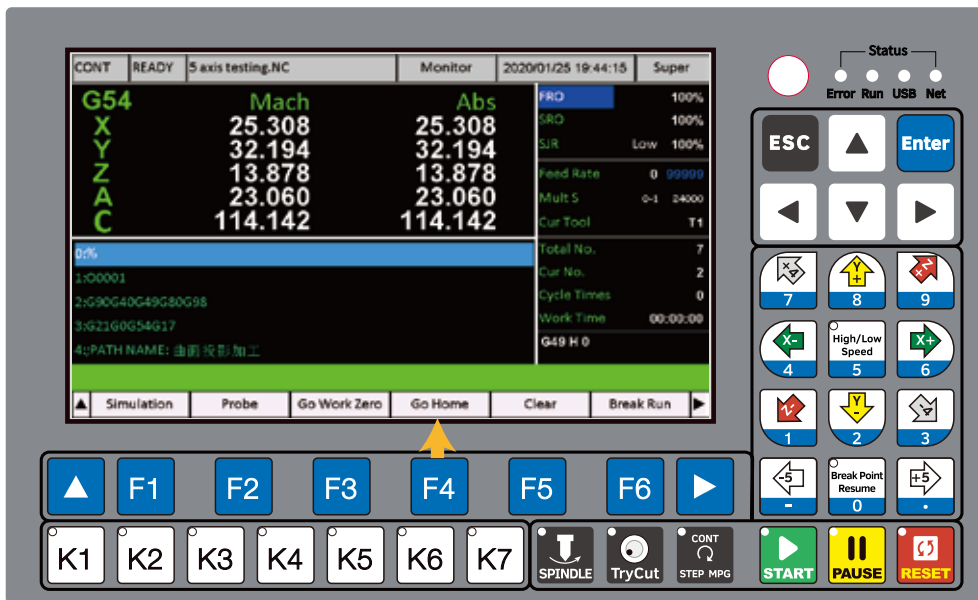 Status
Error Run USB Net
CONT READY 5 axis testing.NC Monitor 2020/01/25 19:44:15 Super
G54 Mach Abs
X 25.308 25.308
Y 32.194 32.194
Z 13.878 13.878
A 23.060 23.060
C 114.142 114.142
FRO 100%
SRO 100%
SJR Low 100%
Feed Rate 0 99999
Mult S 0-1 24000
Cur Tool T1
Total No. 7
Cur No. 2
Cycle Times 0
Work Time 00:00:00
G49 H 0
0:%
1:O0001
2:G90G40G49G80G98
3:G21G0G54G17
4:;PATH NAME: 曲面投影加工
▲ Simulation Probe Go Work Zero Go Home Clear Break Run ▶
ESC ▲ Enter
◀ ▼ ▶
7
Y+ 8
9
X- 4
High/Low
Speed
5
X+ 6
1
Y- 2
3
-5 -
Break Point
Resume
0
+5 .
▲ F1 F2 F3 F4 F5 F6 ▶
K1 K2 K3 K4 K5 K6 K7
SPINDLE
TryCut
CONT
STEP MPG
START
PAUSE
RESET